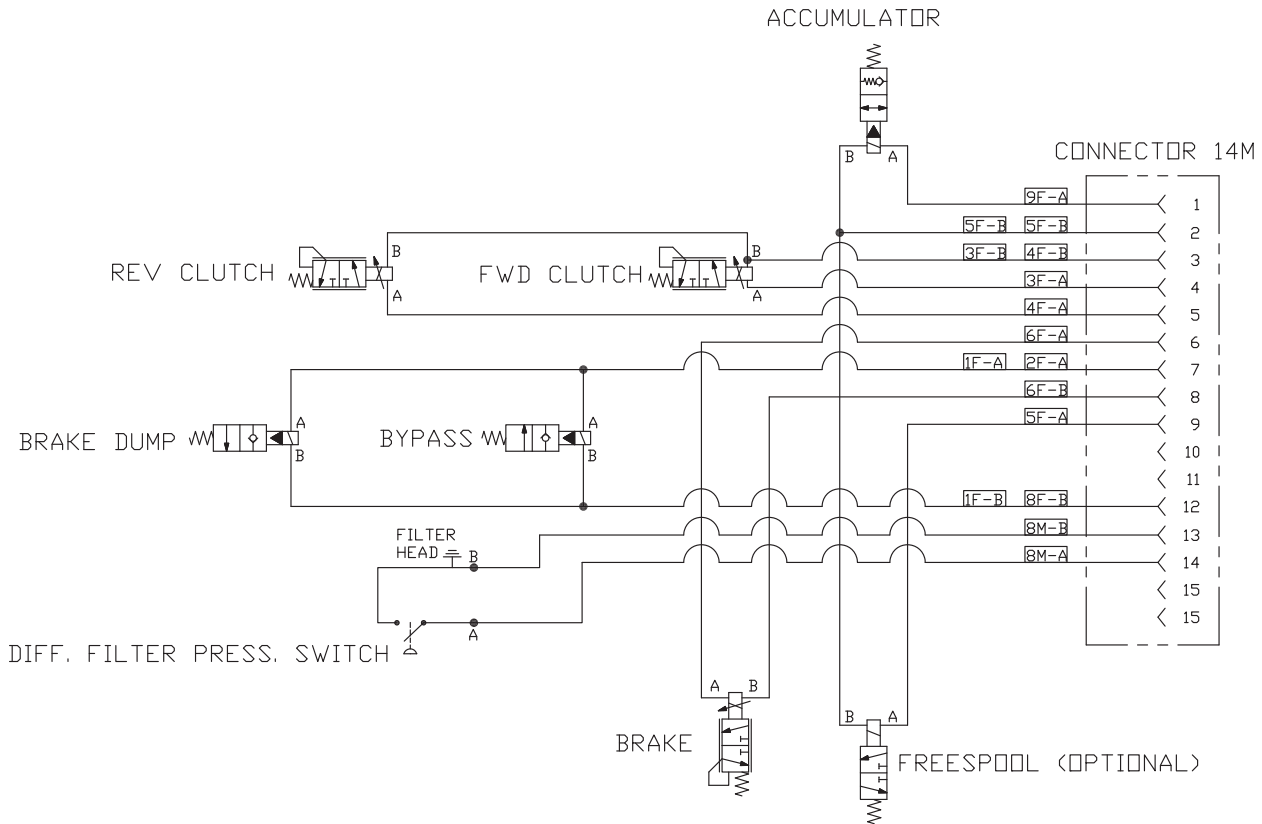 ACCUMULATOR
B A
CONNECTOR 14M
9F-A 1
5F-B 5F-B 2
B B
REV CLUTCH FWD CLUTCH 3F-B 4F-B 3
3F-A 4
A A
4F-A 5
6F-A 6
1F-A 2F-A 7
6F-B 8
A A 5F-A 9
BRAKE DUMP BYPASS
B B 10
11
1F-B 8F-B 12
FILTER
HEAD B
8M-B 13
8M-A 14
15
15
A
DIFF. FILTER PRESS. SWITCH
A B
B A
BRAKE
FREESPOOL (OPTIONAL)